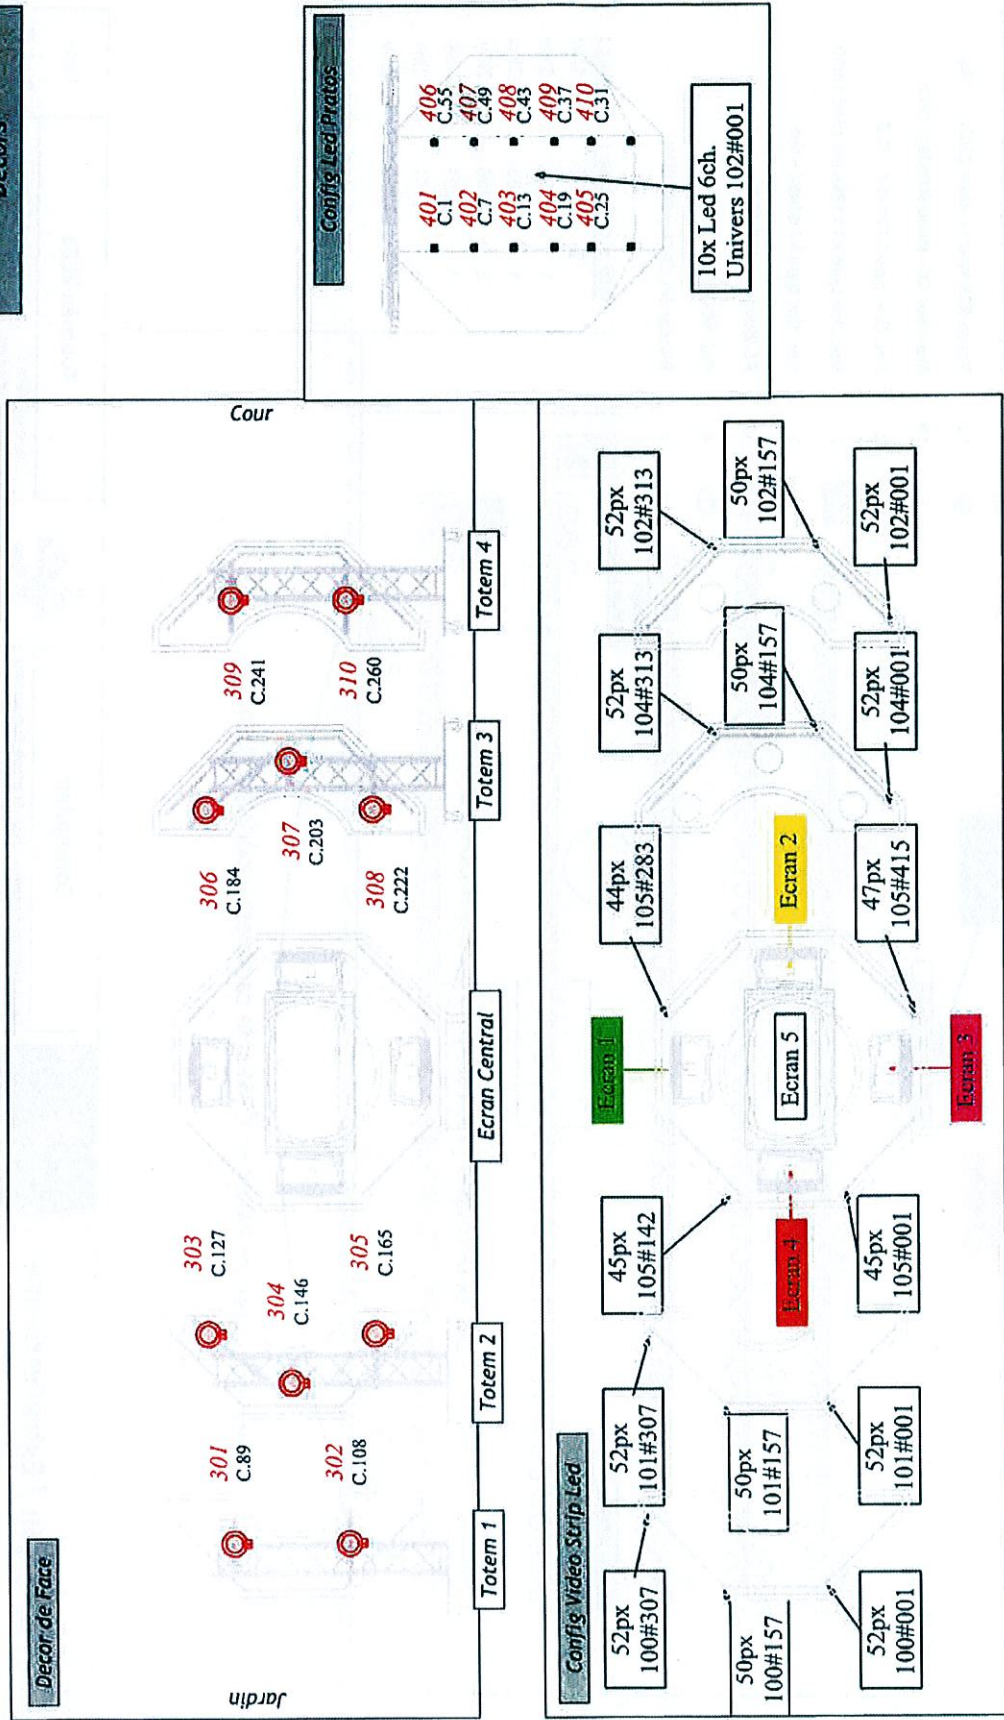 Decors
Config Led Pratos
401
C.1
402
C.7
403
C.13
404
C.19
405
C.25
406
C.55
407
C.49
408
C.43
409
C.37
410
C.31
10x Led 6ch.
Univers 102#001
Decor de Face
Jardin
Cour
301
C.89
302
C.108
303
C.127
304
C.146
305
C.165
306
C.184
307
C.203
308
C.222
309
C.241
310
C.260
Totem 1
Totem 2
Ecran Central
Totem 3
Totem 4
Config Video Strip Led
52px
100#307
50px
100#157
52px
100#001
52px
101#307
50px
101#157
52px
101#001
45px
105#142
45px
105#001
Ecran 1
Ecran 4
Ecran 5
Ecran 2
Ecran 3
44px
105#283
47px
105#415
52px
104#313
50px
104#157
52px
104#001
52px
102#313
50px
102#157
52px
102#001